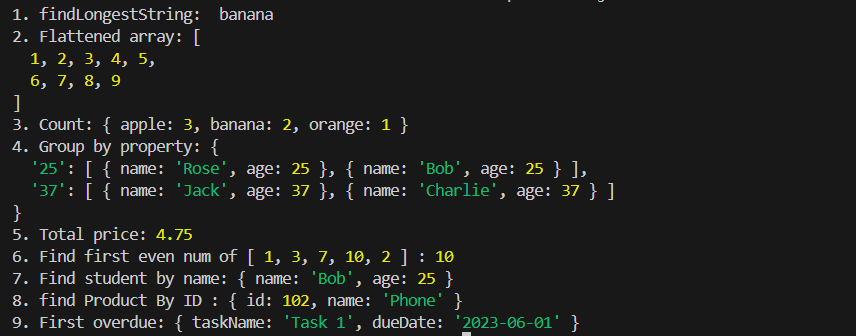 1. findLongestString:  banana
2. Flattened array: [
  1, 2, 3, 4, 5,
  6, 7, 8, 9
]
3. Count: { apple: 3, banana: 2, orange: 1 }
4. Group by property: {
  '25': [ { name: 'Rose', age: 25 }, { name: 'Bob', age: 25 } ],
  '37': [ { name: 'Jack', age: 37 }, { name: 'Charlie', age: 37 } ]
}
5. Total price: 4.75
6. Find first even num of [ 1, 3, 7, 10, 2 ] : 10
7. Find student by name: { name: 'Bob', age: 25 }
8. find Product By ID : { id: 102, name: 'Phone' }
9. First overdue: { taskName: 'Task 1', dueDate: '2023-06-01' }